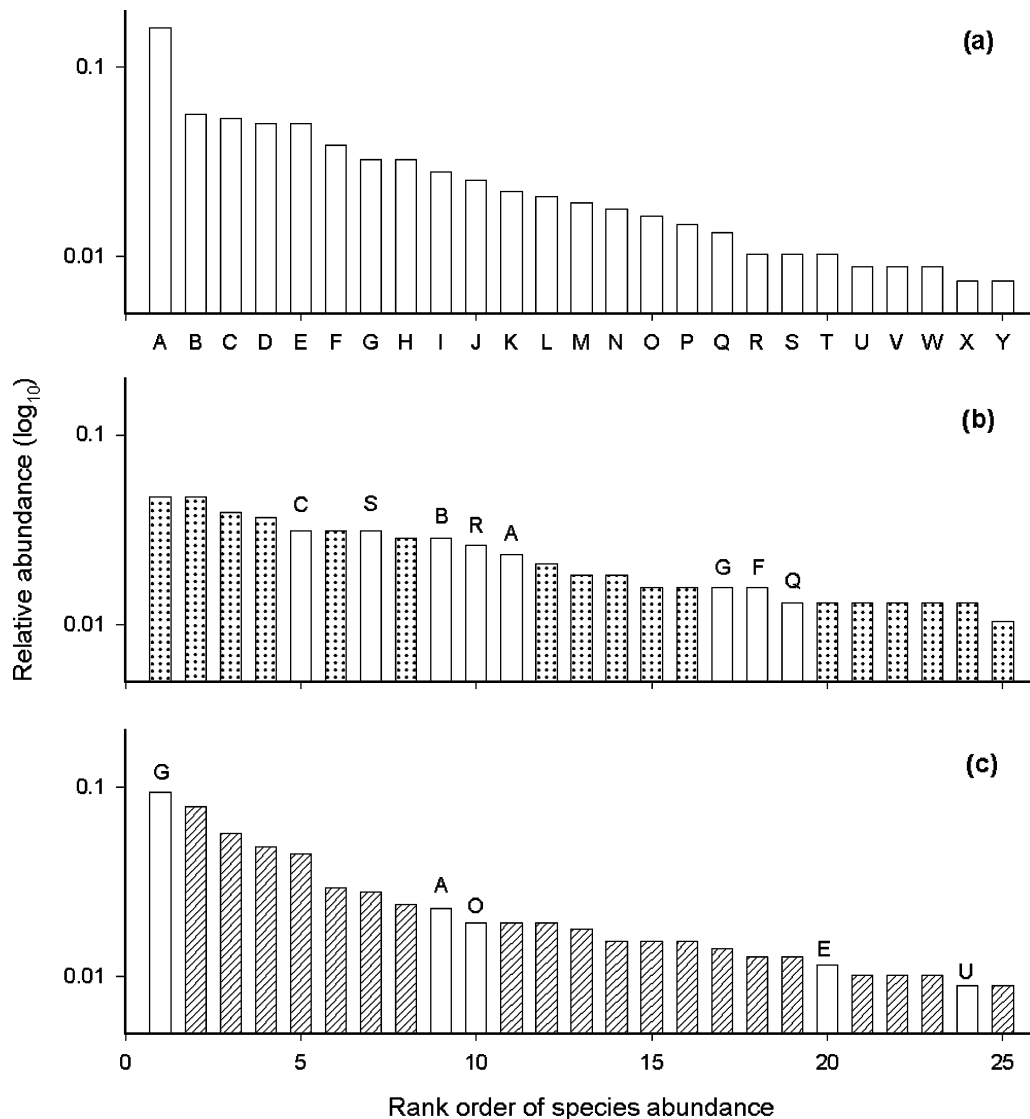 (a)
0.1
0.01
A B C D E F G H I J K L M N O P Q R S T U V W X Y
Relative abundance (log10)
(b)
0.1
C S B R A G F Q
0.01
(c)
0.1
G
A O
E U
0.01
0 5 10 15 20 25
Rank order of species abundance